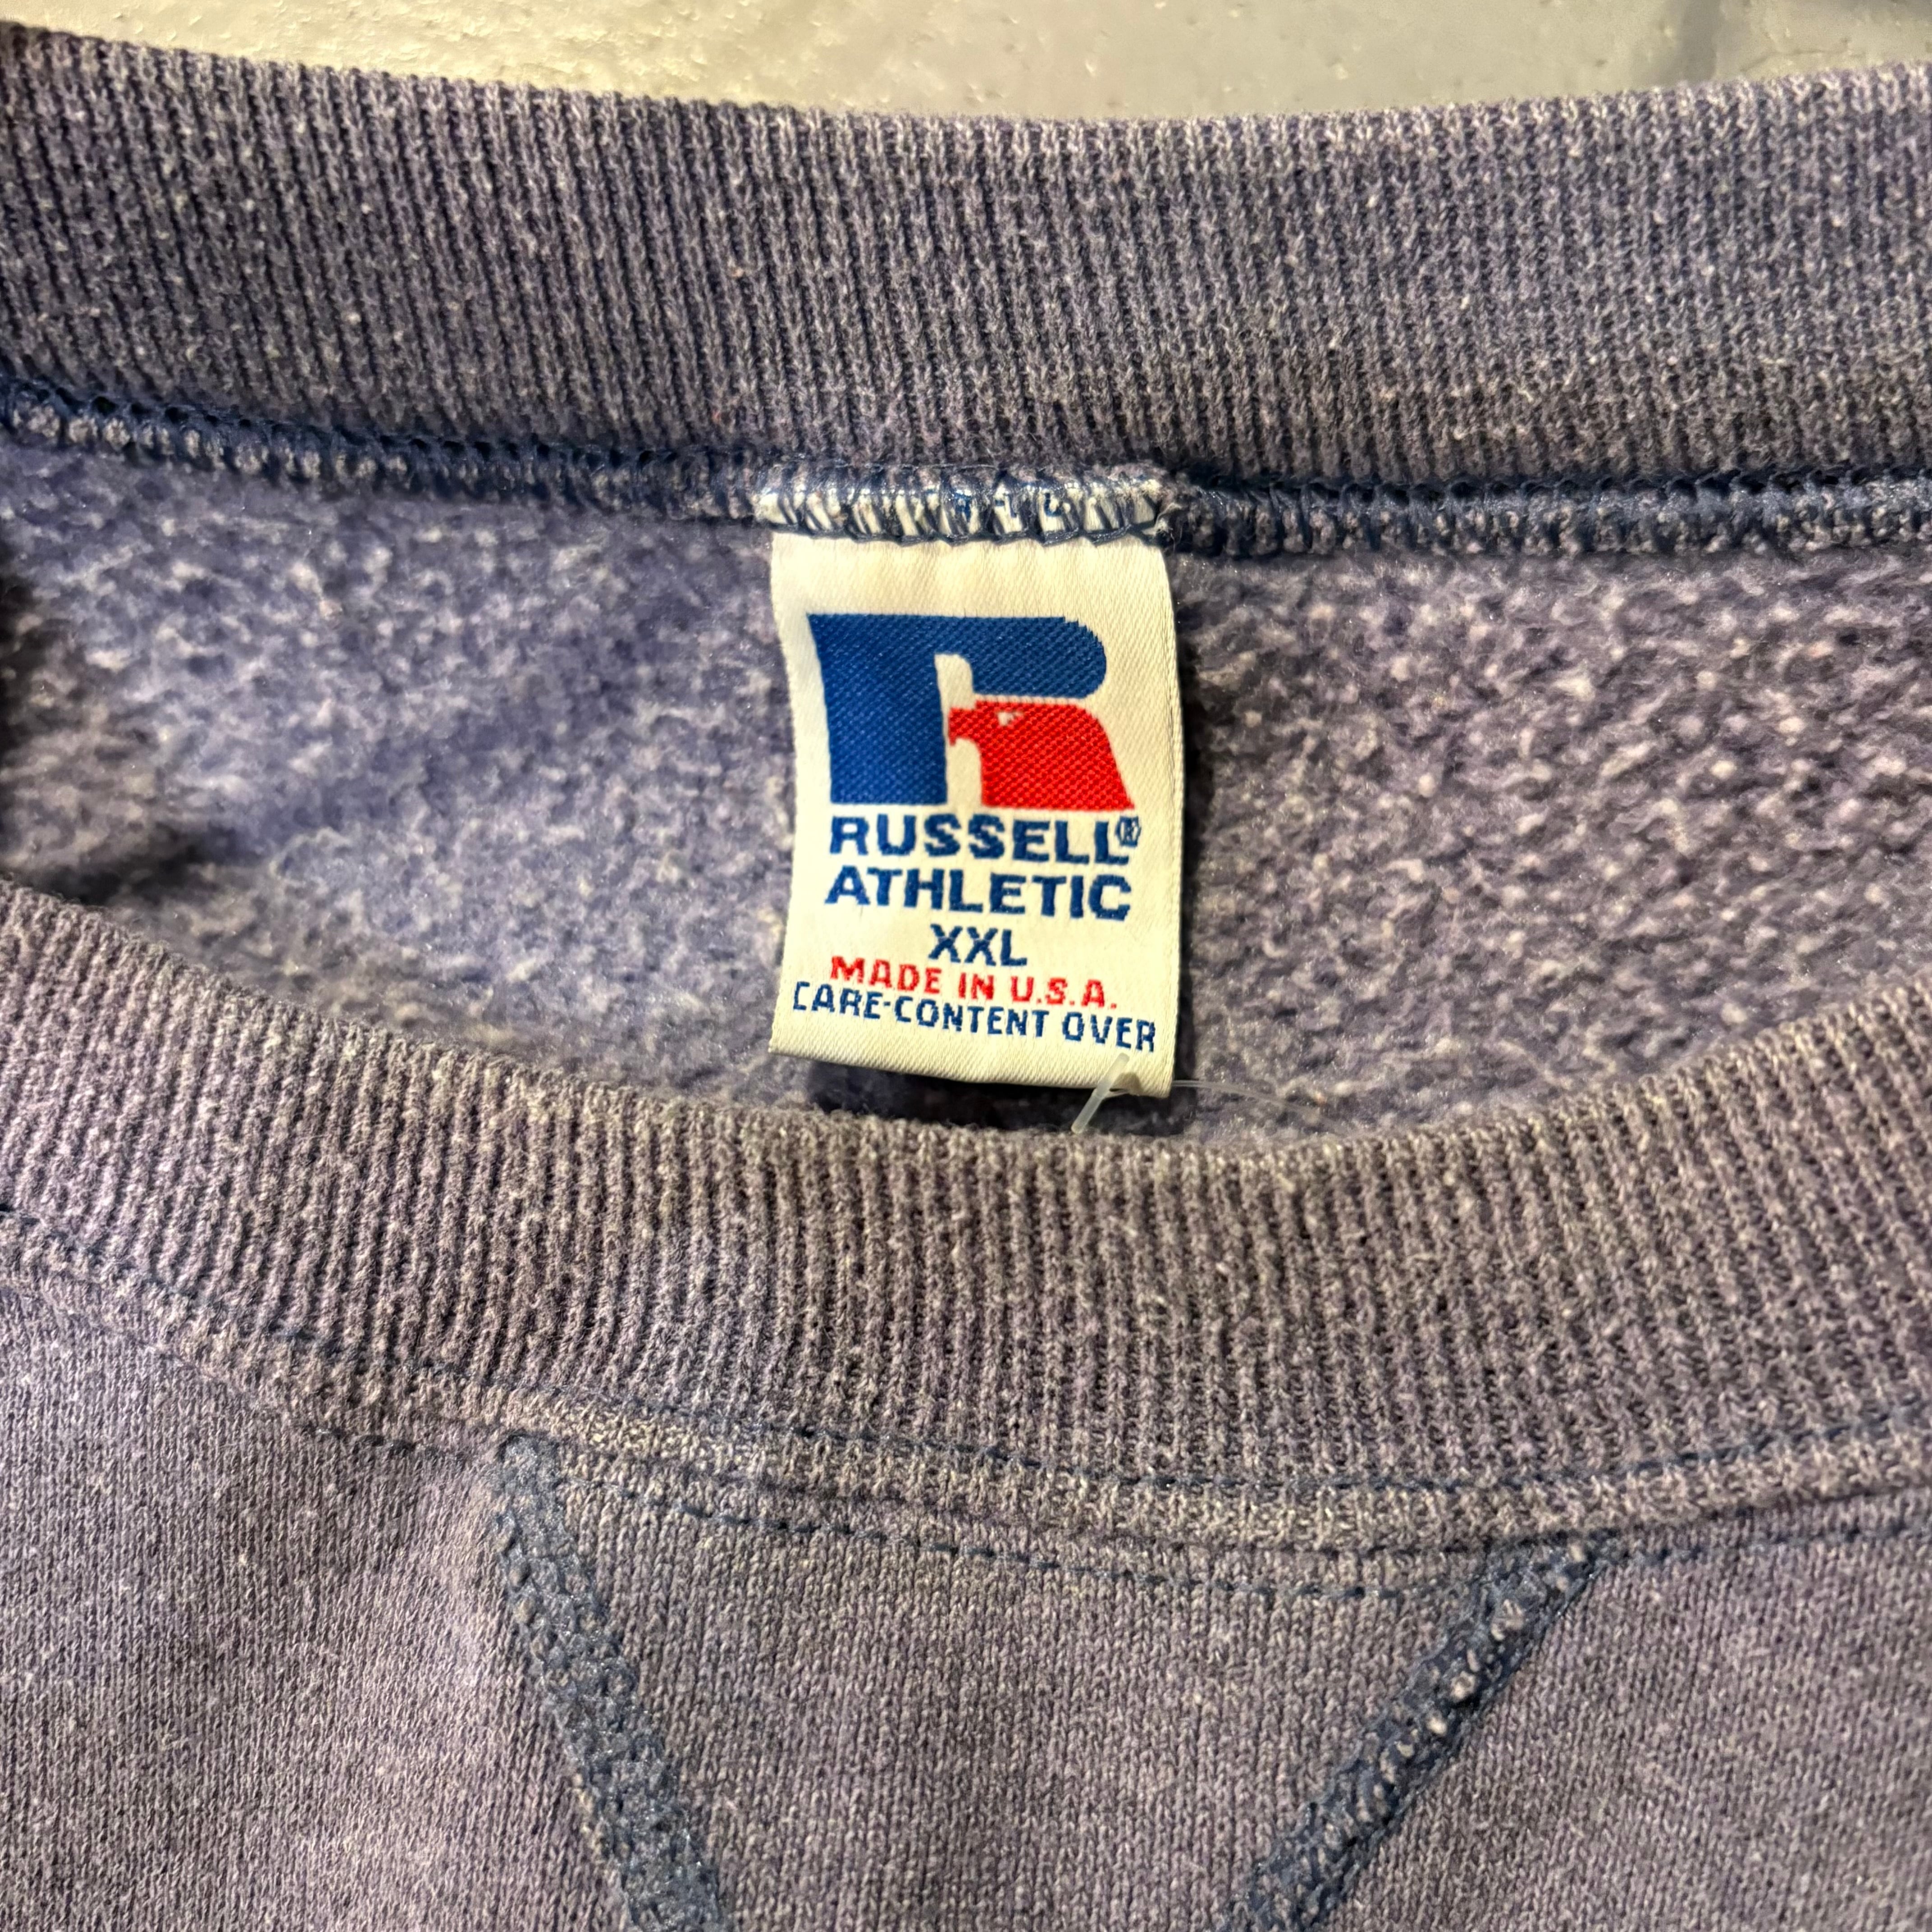 RUSSELL®
ATHLETIC
XXL
MADE IN U.S.A.
CARE-CONTENT OVER